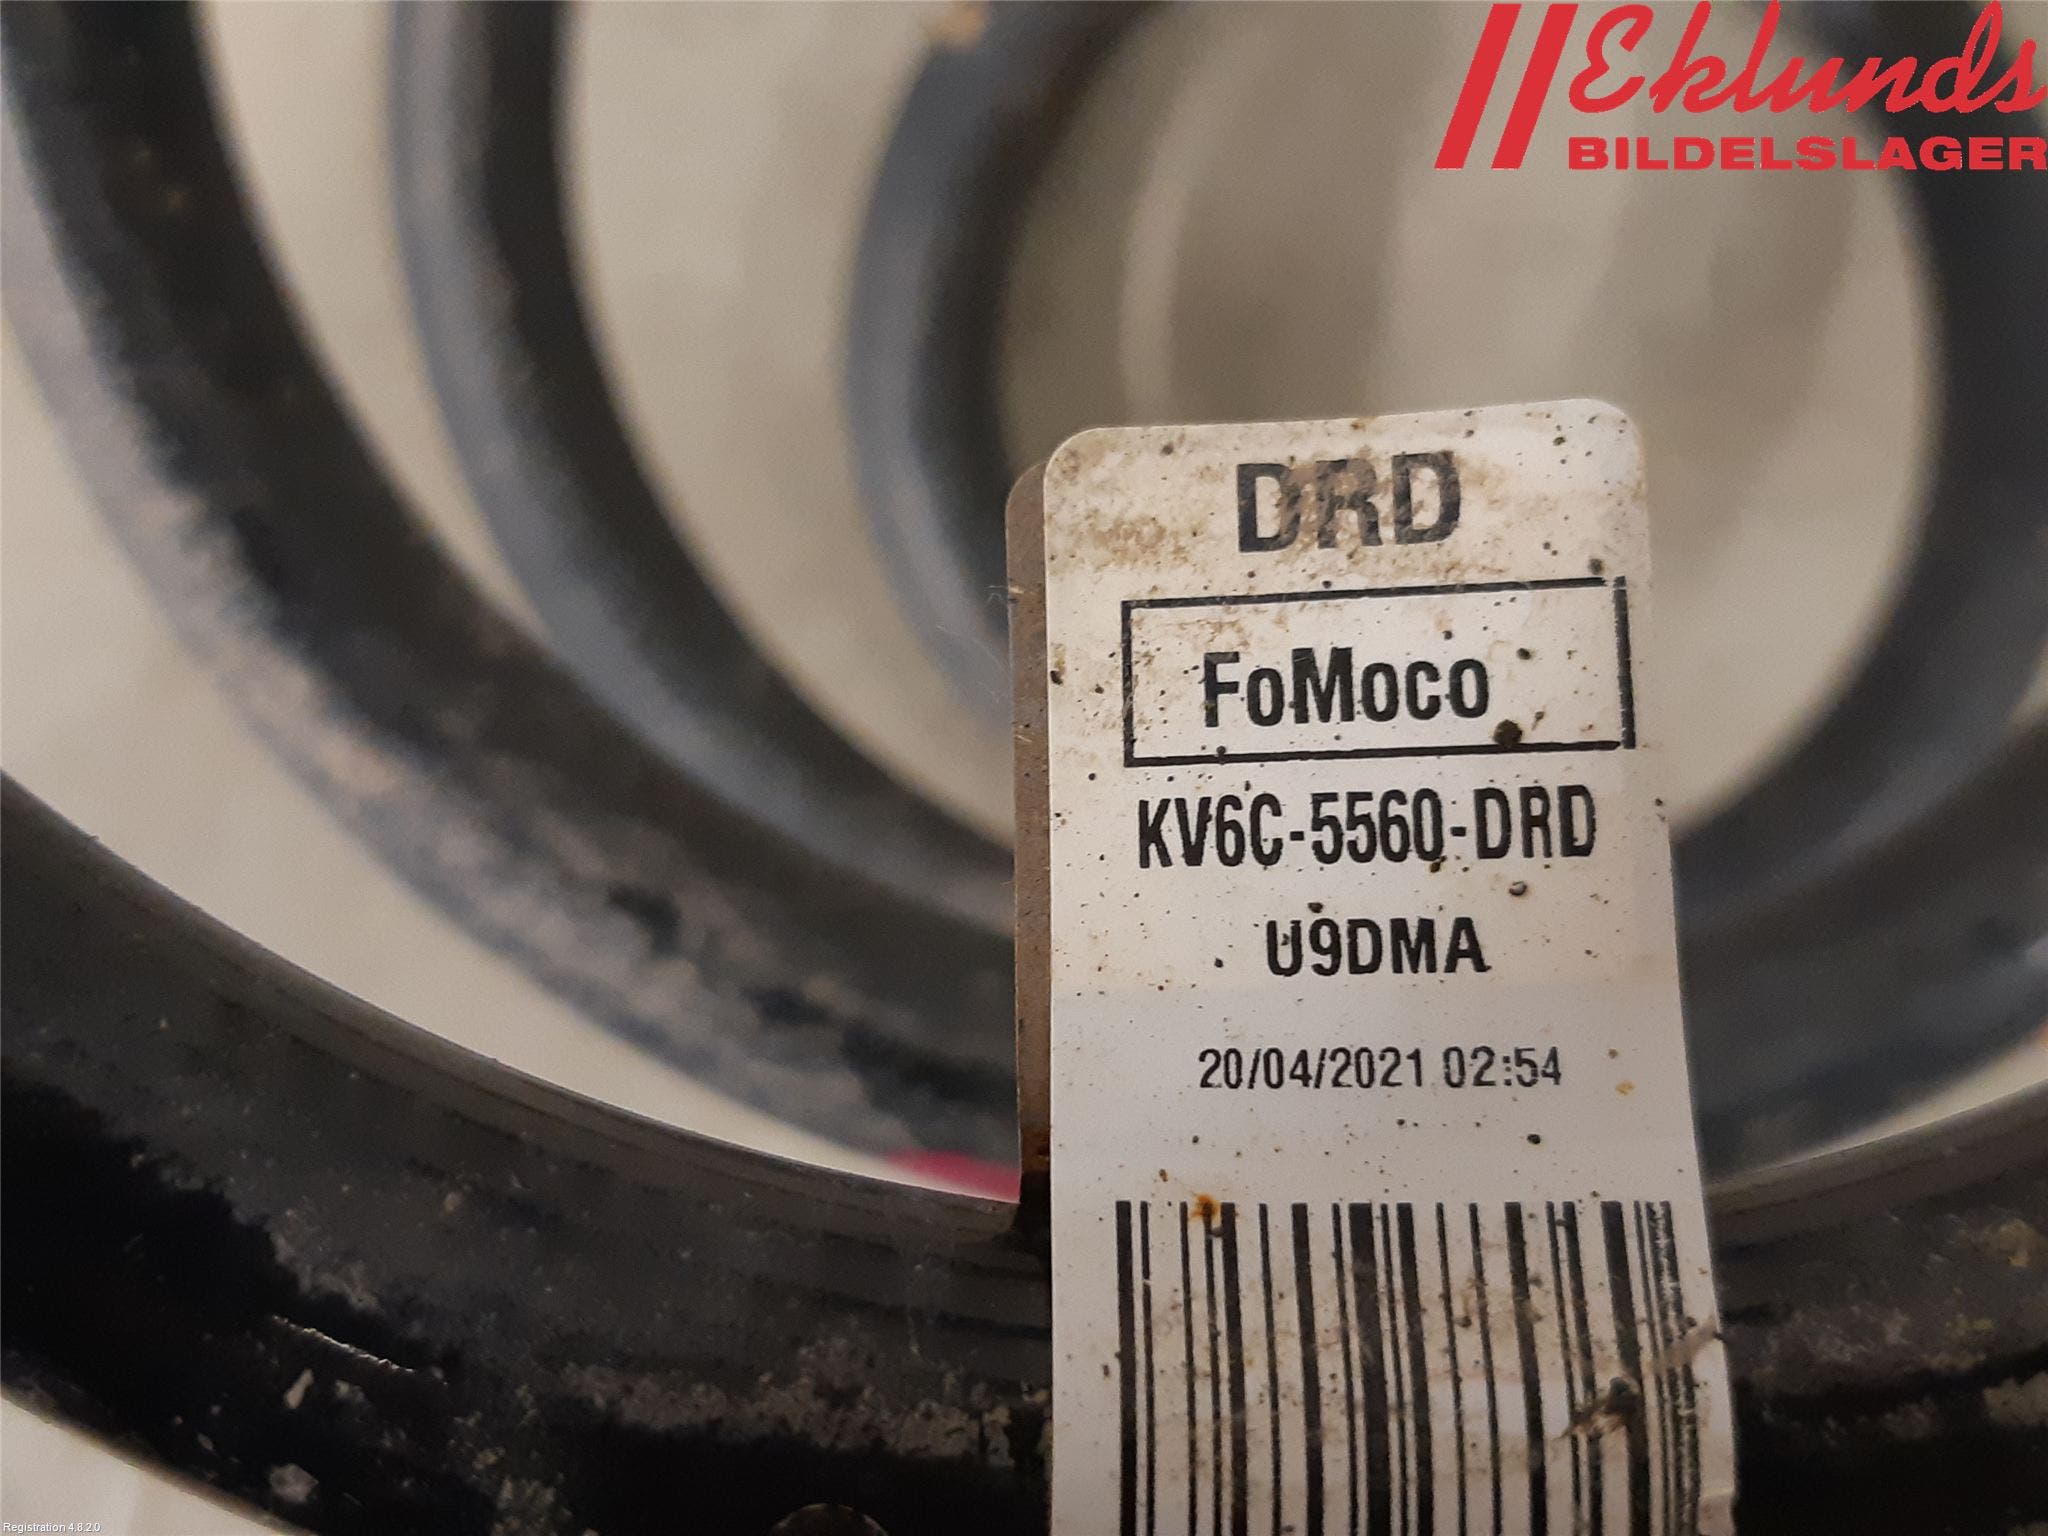 Eklunds
BILDELSLAGER
DRD
FoMoco
KV6C-5560-DRD
U9DMA
20/04/2021 02:54
Registration 4.8.2.0